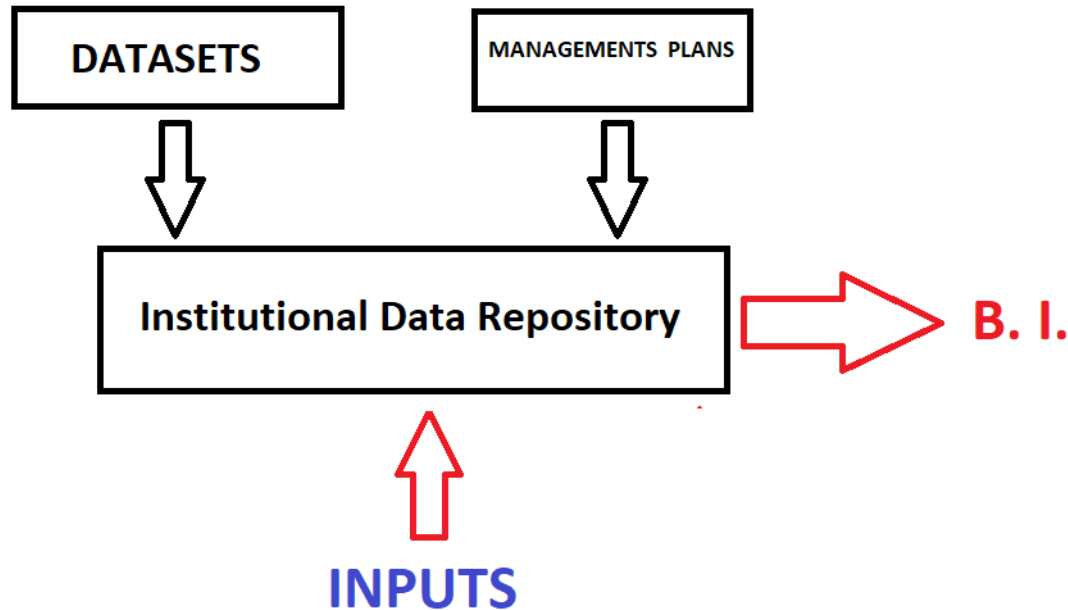 DATASETS
MANAGEMENTS PLANS
Institutional Data Repository
B. I.
INPUTS